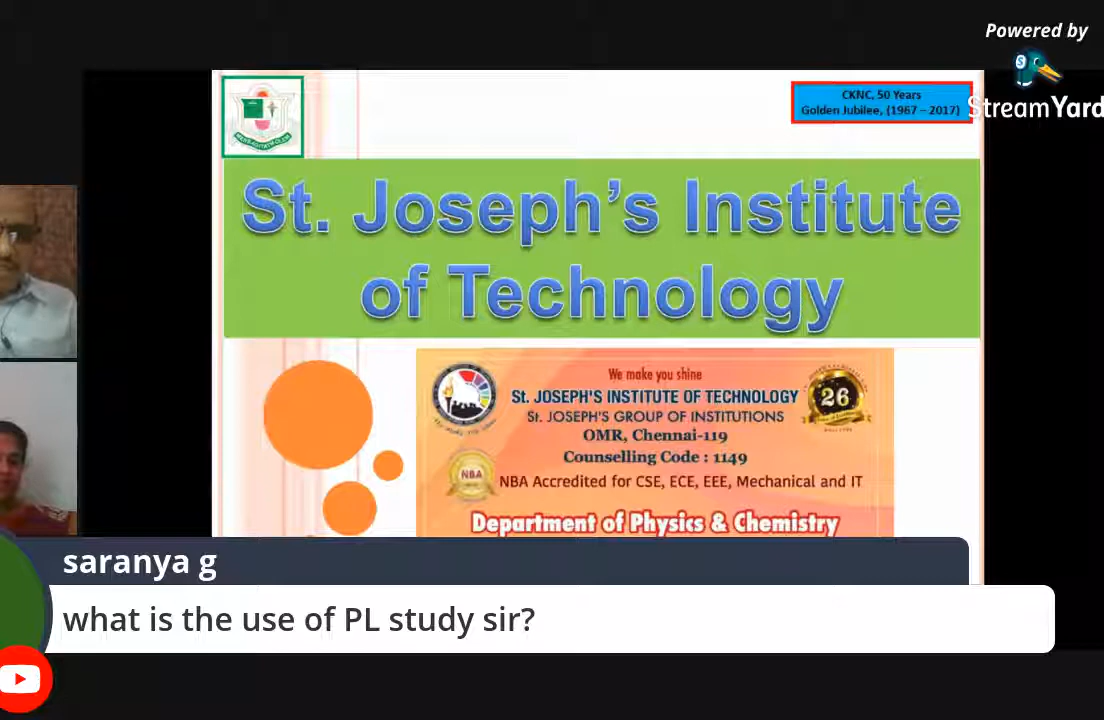 Powered by
StreamYard
CKNC, 50 Years
Golden Jubilee, (1967 – 2017)
St. Joseph's Institute
of Technology
We make you shine
St. JOSEPH'S INSTITUTE OF TECHNOLOGY
St. JOSEPH'S GROUP OF INSTITUTIONS
OMR, Chennai-119
Counselling Code : 1149
26
NBA
NBA Accredited for CSE, ECE, EEE, Mechanical and IT
Department of Physics & Chemistry
saranya g
what is the use of PL study sir?